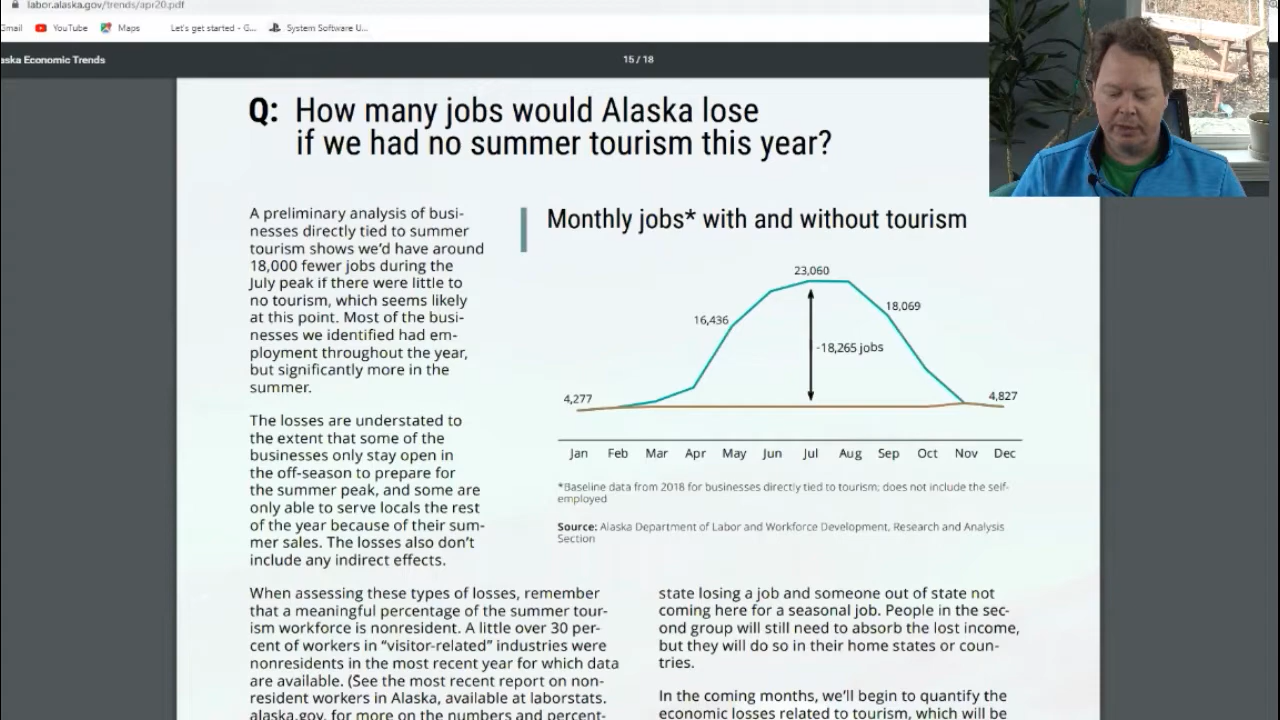 labor.alaska.gov/trends/apr20.pdf
Gmail YouTube Maps Let's get started - G... System Software U...
aska Economic Trends 15 / 18
Q: How many jobs would Alaska lose
if we had no summer tourism this year?
A preliminary analysis of busi-
nesses directly tied to summer
tourism shows we'd have around
18,000 fewer jobs during the
July peak if there were little to
no tourism, which seems likely
at this point. Most of the busi-
nesses we identified had em-
ployment throughout the year,
but significantly more in the
summer.
The losses are understated to
the extent that some of the
businesses only stay open in
the off-season to prepare for
the summer peak, and some are
only able to serve locals the rest
of the year because of their sum-
mer sales. The losses also don't
include any indirect effects.
Monthly jobs* with and without tourism
23,060
16,436
18,069
-18,265 jobs
4,277
4,827
Jan Feb Mar Apr May Jun Jul Aug Sep Oct Nov Dec
*Baseline data from 2018 for businesses directly tied to tourism; does not include the self-
employed
Source: Alaska Department of Labor and Workforce Development, Research and Analysis
Section
When assessing these types of losses, remember
that a meaningful percentage of the summer tour-
ism workforce is nonresident. A little over 30 per-
cent of workers in "visitor-related" industries were
nonresidents in the most recent year for which data
are available. (See the most recent report on non-
resident workers in Alaska, available at laborstats.
alaska.gov, for more on the numbers and percent-
state losing a job and someone out of state not
coming here for a seasonal job. People in the sec-
ond group will still need to absorb the lost income,
but they will do so in their home states or coun-
tries.
In the coming months, we'll begin to quantify the
economic losses related to tourism, which will be